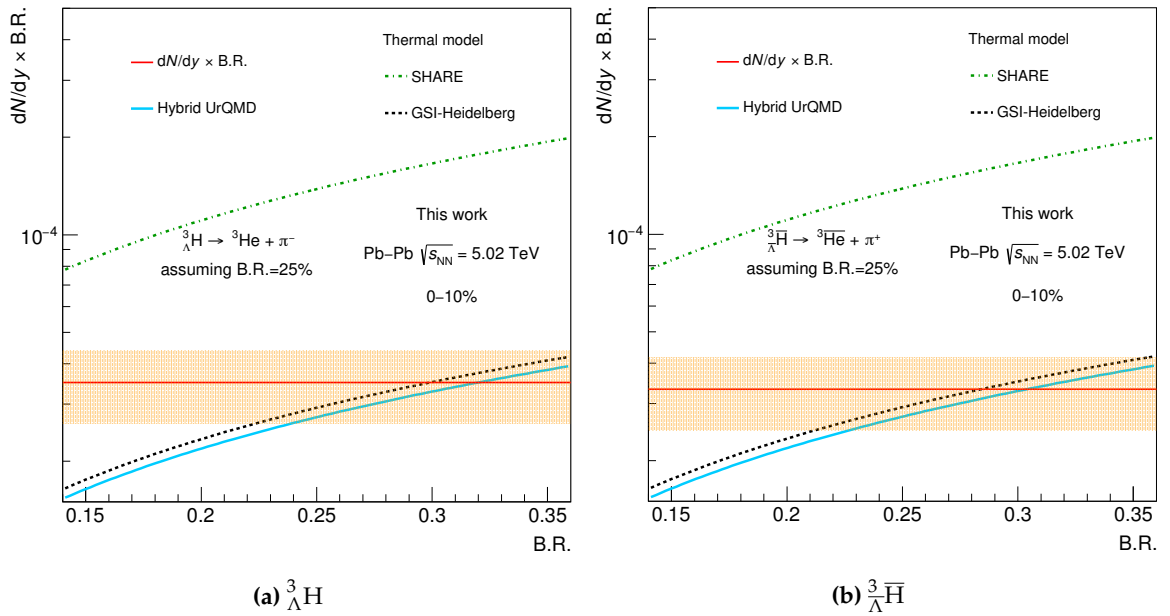 dN/dy × B.R.
dN/dy × B.R.
Hybrid UrQMD
Thermal model
SHARE
GSI-Heidelberg
This work
³ΛH → ³He + π⁻
assuming B.R.=25%
Pb−Pb √sNN = 5.02 TeV
0−10%
10⁻⁴
0.15 0.2 0.25 0.3 0.35
B.R.
(a) ³ΛH
dN/dy × B.R.
dN/dy × B.R.
Hybrid UrQMD
Thermal model
SHARE
GSI-Heidelberg
This work
³Λ̅H̅ → ³H̅e̅ + π⁺
assuming B.R.=25%
Pb−Pb √sNN = 5.02 TeV
0−10%
10⁻⁴
0.15 0.2 0.25 0.3 0.35
B.R.
(b) ³Λ̅H̅